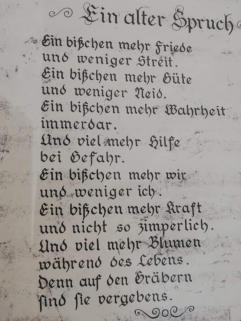 Ein alter Spruch
Ein bißchen mehr Friede
und weniger Streit.
Ein bißchen mehr Güte
und weniger Neid.
Ein bißchen mehr Wahrheit
immerdar.
Und viel mehr Hilfe
bei Gefahr.
Ein bißchen mehr wir
und weniger ich.
Ein bißchen mehr Kraft
und nicht so zimperlich.
Und viel mehr Blumen
während des Lebens.
Denn auf den Gräbern
sind sie vergebens.